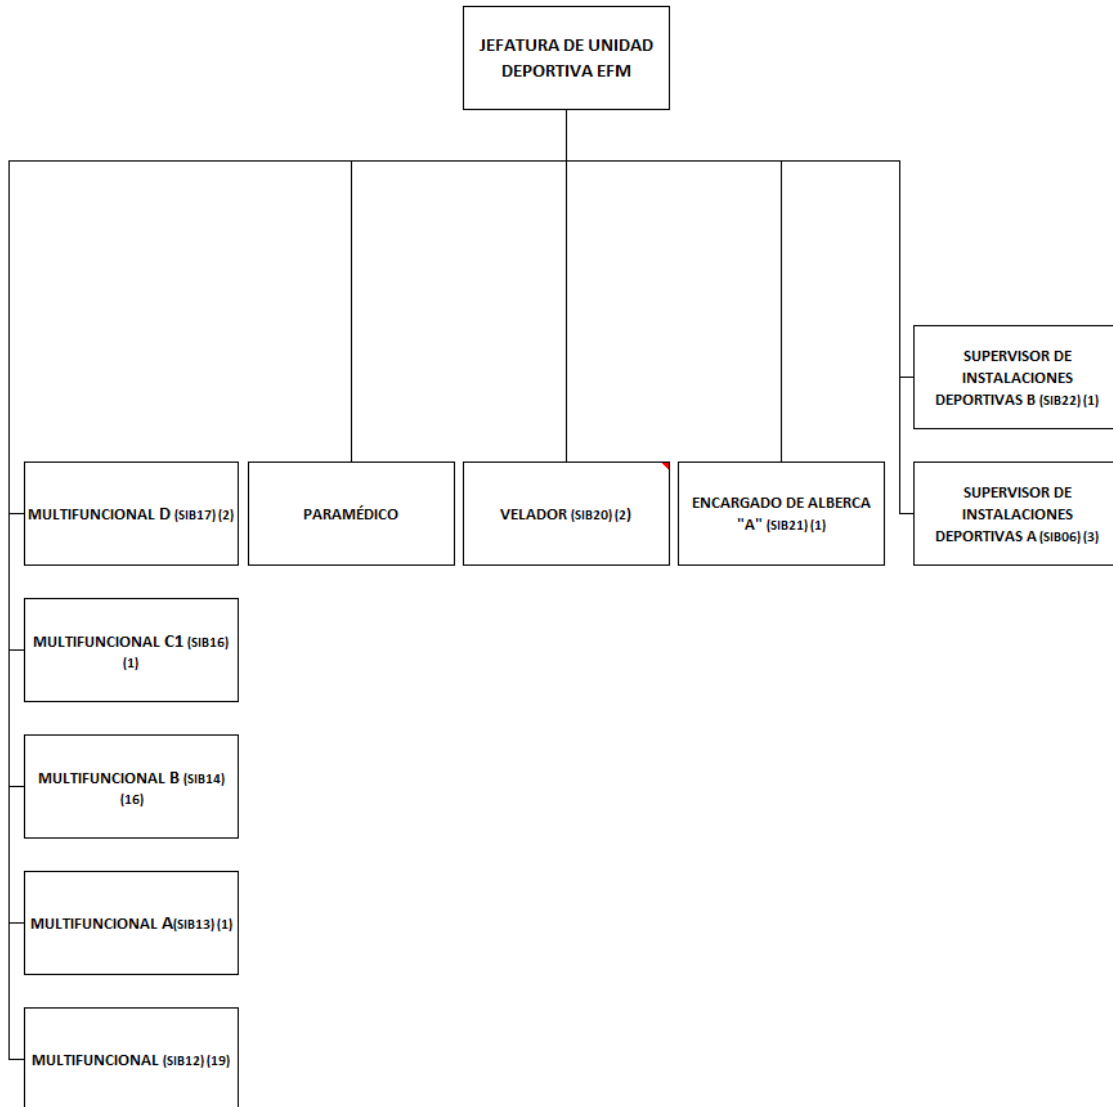 JEFATURA DE UNIDAD
DEPORTIVA EFM
SUPERVISOR DE
INSTALACIONES
DEPORTIVAS B (SIB22) (1)
MULTIFUNCIONAL D (SIB17) (2)
PARAMÉDICO
VELADOR (SIB20) (2)
ENCARGADO DE ALBERCA
"A" (SIB21) (1)
SUPERVISOR DE
INSTALACIONES
DEPORTIVAS A (SIB06) (3)
MULTIFUNCIONAL C1 (SIB16)
(1)
MULTIFUNCIONAL B (SIB14)
(16)
MULTIFUNCIONAL A(SIB13) (1)
MULTIFUNCIONAL (SIB12) (19)